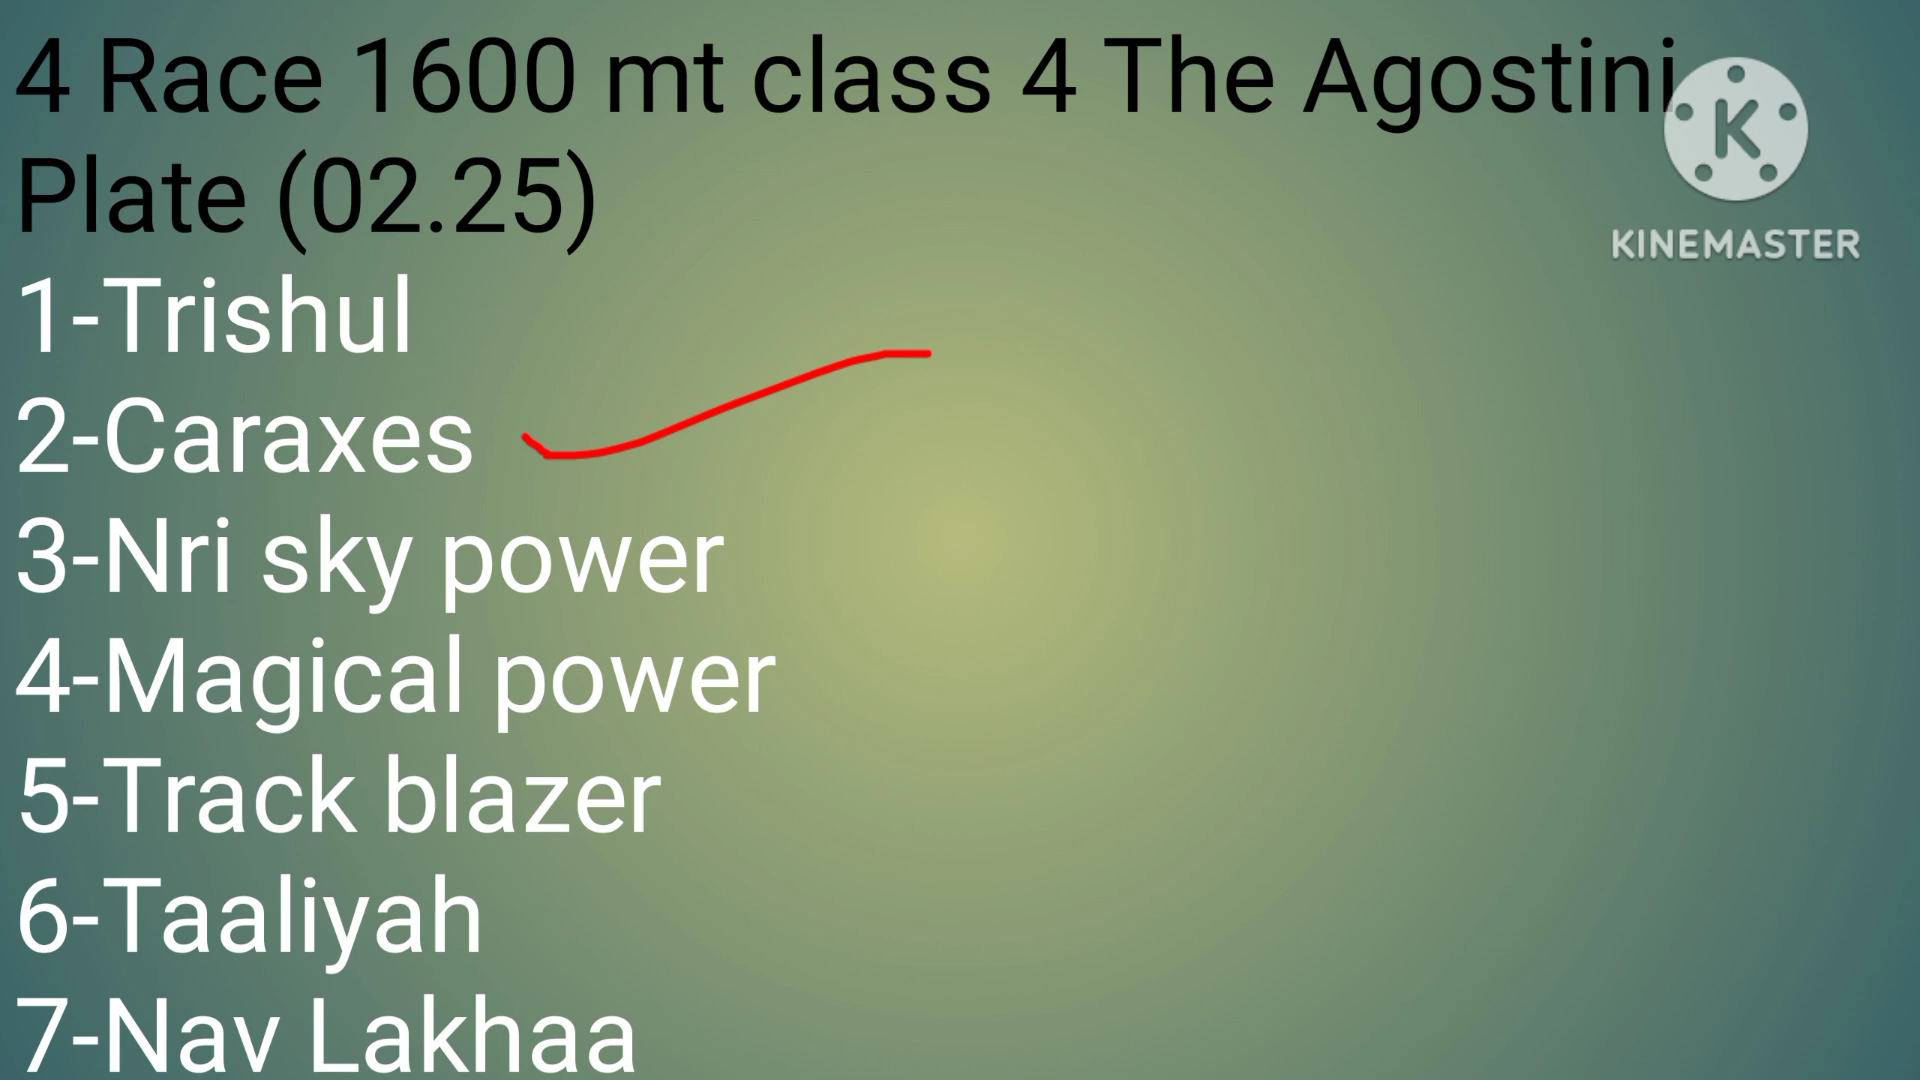 4 Race 1600 mt class 4 The Agostini
Plate (02.25)
K
KINEMASTER
1-Trishul
2-Caraxes
3-Nri sky power
4-Magical power
5-Track blazer
6-Taaliyah
7-Nav Lakhaa